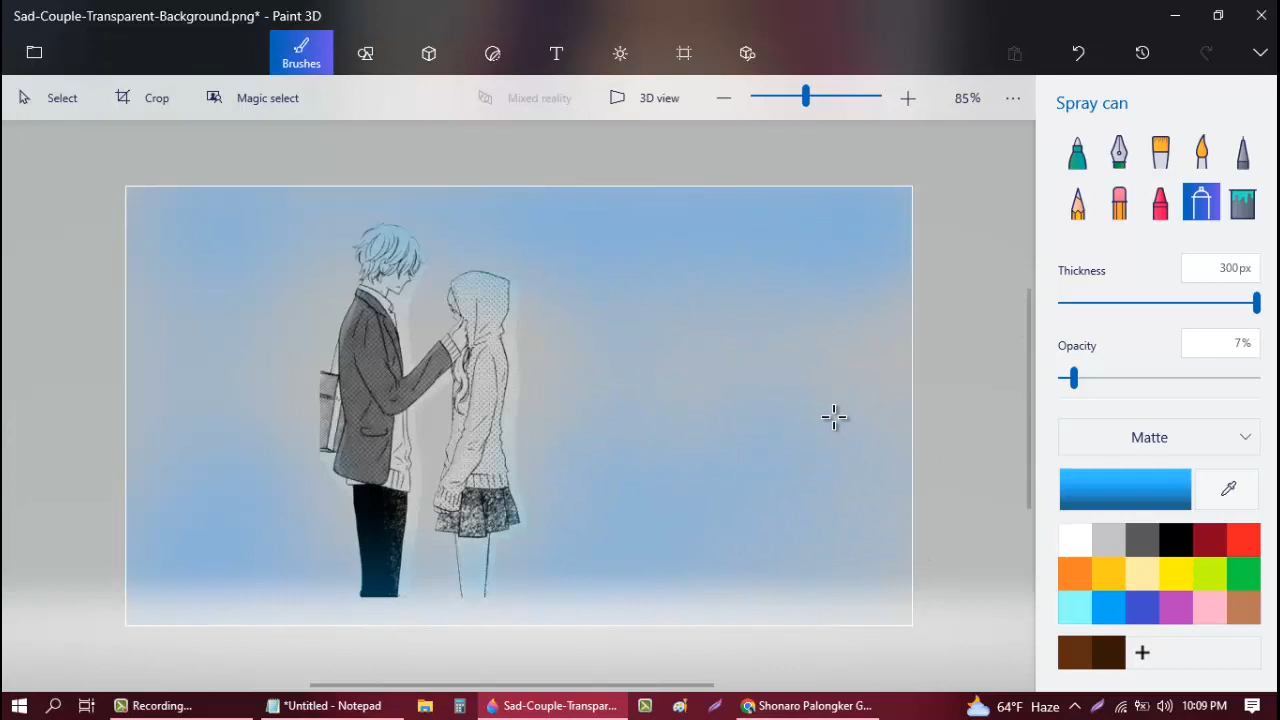 Sad-Couple-Transparent-Background.png* - Paint 3D
Brushes
T
Select
Crop
Magic select
Mixed reality
3D view
85%
Spray can
Thickness
300px
Opacity
7%
Matte
Recording...
*Untitled - Notepad
Sad-Couple-Transpar...
Shonaro Palongker G...
64°F Haze
10:09 PM